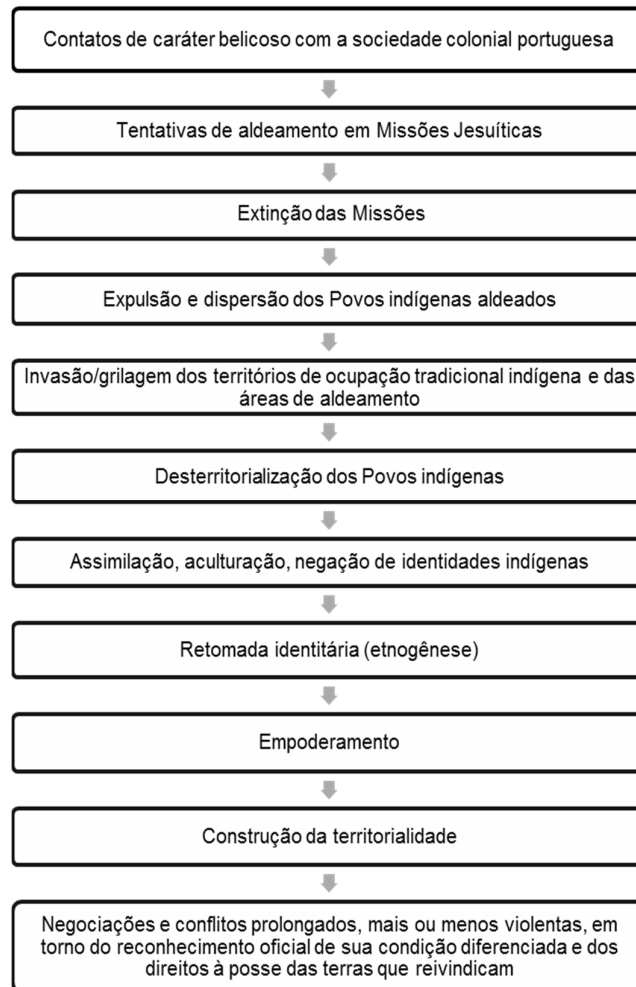 Contatos de caráter belicoso com a sociedade colonial portuguesa
Tentativas de aldeamento em Missões Jesuíticas
Extinção das Missões
Expulsão e dispersão dos Povos indígenas aldeados
Invasão/grilagem dos territórios de ocupação tradicional indígena e das
áreas de aldeamento
Desterritorialização dos Povos indígenas
Assimilação, aculturação, negação de identidades indígenas
Retomada identitária (etnogênese)
Empoderamento
Construção da territorialidade
Negociações e conflitos prolongados, mais ou menos violentas, em
torno do reconhecimento oficial de sua condição diferenciada e dos
direitos à posse das terras que reivindicam